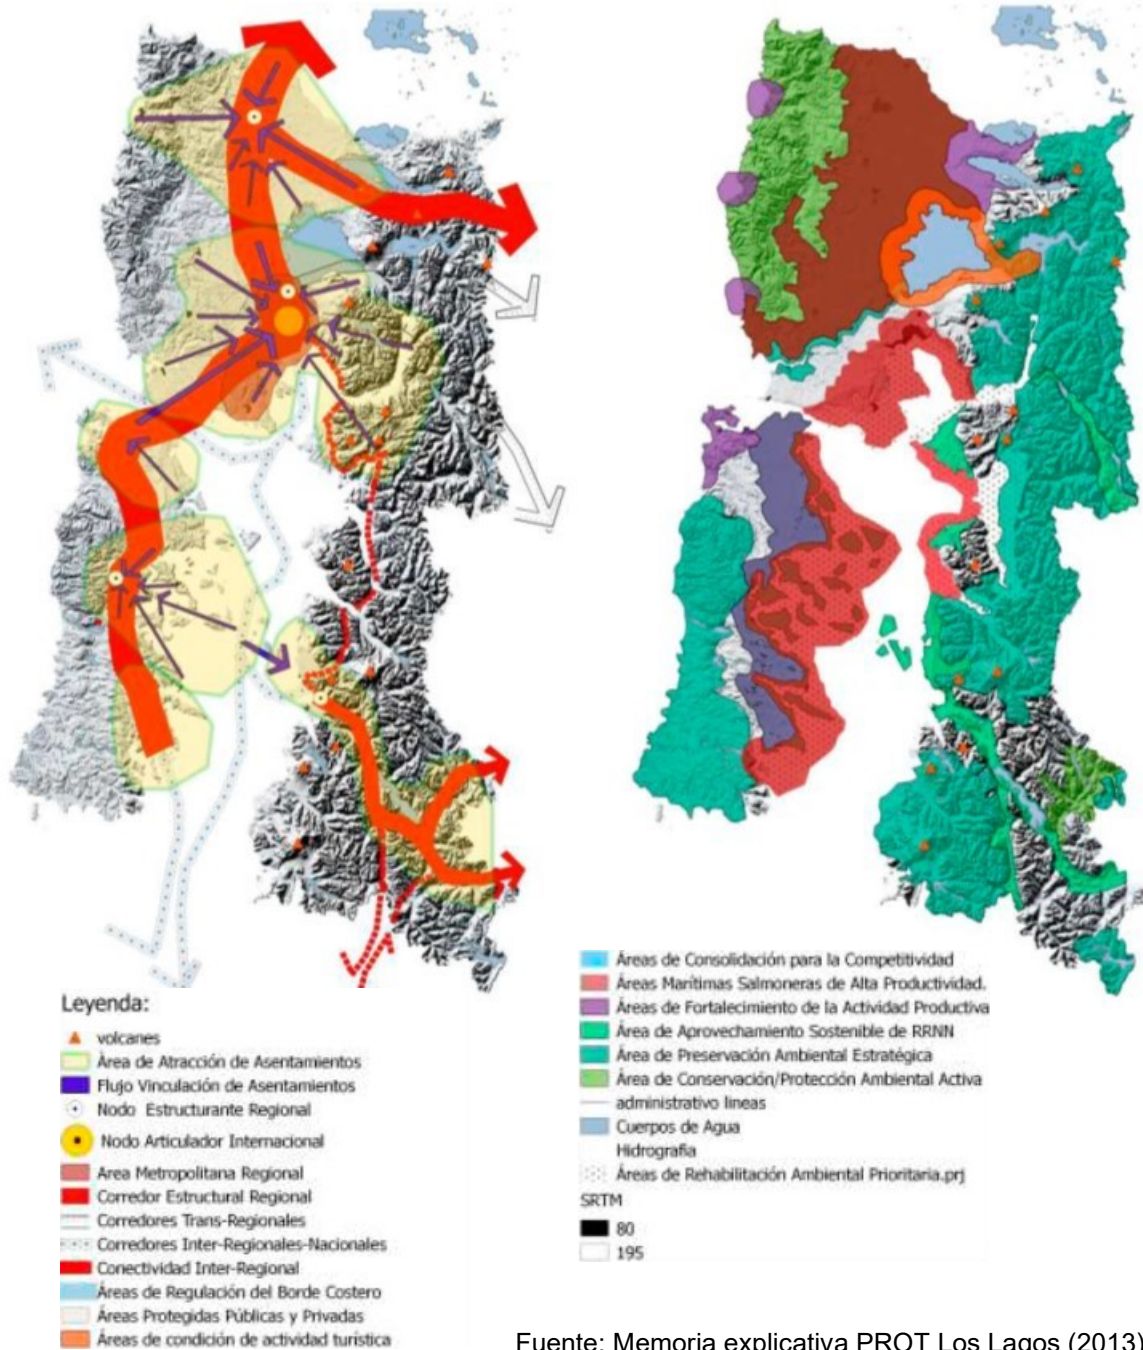 Leyenda:
volcanes
Àrea de Atracción de Asentamientos
Flujo Vinculación de Asentamientos
Nodo Estructurante Regional
Nodo Articulador Internacional
Area Metropolitana Regional
Corredor Estructural Regional
Corredores Trans-Regionales
Corredores Inter-Regionales-Nacionales
Conectividad Inter-Regional
Áreas de Regulación del Borde Costero
Áreas Protegidas Públicas y Privadas
Áreas de condición de actividad turística
Áreas de Consolidación para la Competitividad
Áreas Marítimas Salmoneras de Alta Productividad.
Áreas de Fortalecimiento de la Actividad Productiva
Área de Aprovechamiento Sostenible de RRNN
Área de Preservación Ambiental Estratégica
Área de Conservación/Protección Ambiental Activa
administrativo lineas
Cuerpos de Agua
Hidrografia
Áreas de Rehabilitación Ambiental Prioritaria.prj
SRTM
80
195
Fuente: Memoria explicativa PROT Los Lagos (2013)